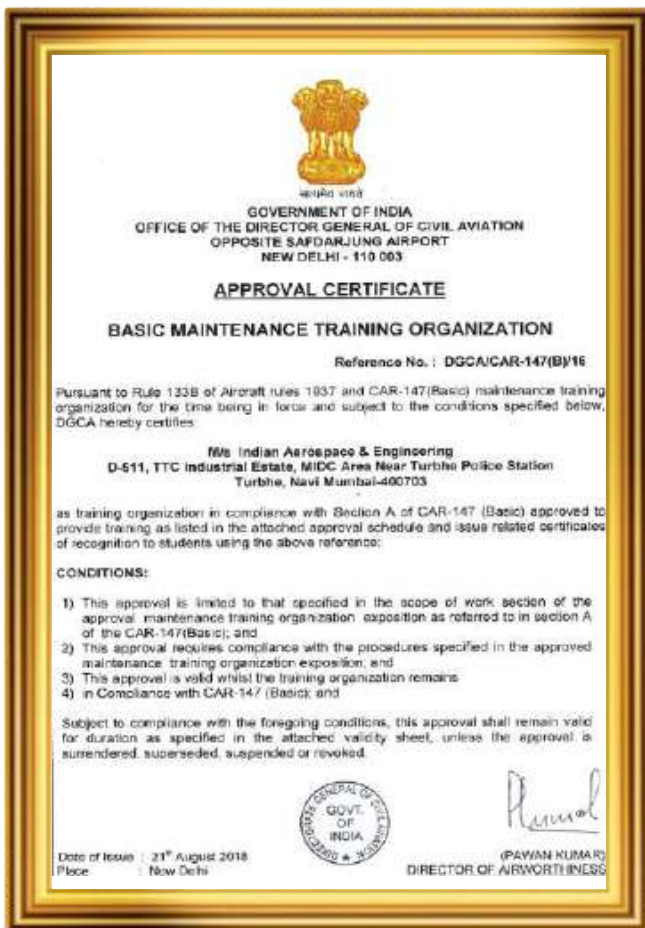 सत्यमेव जयते
GOVERNMENT OF INDIA
OFFICE OF THE DIRECTOR GENERAL OF CIVIL AVIATION
OPPOSITE SAFDARJUNG AIRPORT
NEW DELHI - 110 003
APPROVAL CERTIFICATE
BASIC MAINTENANCE TRAINING ORGANIZATION
Reference No. : DGCA/CAR-147(B)/16
Pursuant to Rule 133B of Aircraft rules 1937 and CAR-147(Basic) maintenance training
organization for the time being in force and subject to the conditions specified below,
DGCA hereby certifies
M/s Indian Aerospace & Engineering
D-511, TTC Industrial Estate, MIDC Area Near Turbhe Police Station
Turbhe, Navi Mumbai-400703
as training organization in compliance with Section A of CAR-147 (Basic) approved to
provide training as listed in the attached approval schedule and issue related certificates
of recognition to students using the above reference:
CONDITIONS:
1) This approval is limited to that specified in the scope of work section of the
approval maintenance training organization exposition as referred to in section A
of the CAR-147(Basic); and
2) This approval requires compliance with the procedures specified in the approved
maintenance training organization exposition; and
3) This approval is valid whilst the training organization remains
4) in Compliance with CAR-147 (Basic); and
Subject to compliance with the foregoing conditions, this approval shall remain valid
for duration as specified in the attached validity sheet, unless the approval is
surrendered, superseded, suspended or revoked.
DIRECTORATE GENERAL OF CIVIL AVIATION
GOVT.
OF
INDIA
Date of Issue : 21st August 2018
Place : New Delhi
(PAWAN KUMAR)
DIRECTOR OF AIRWORTHINESS